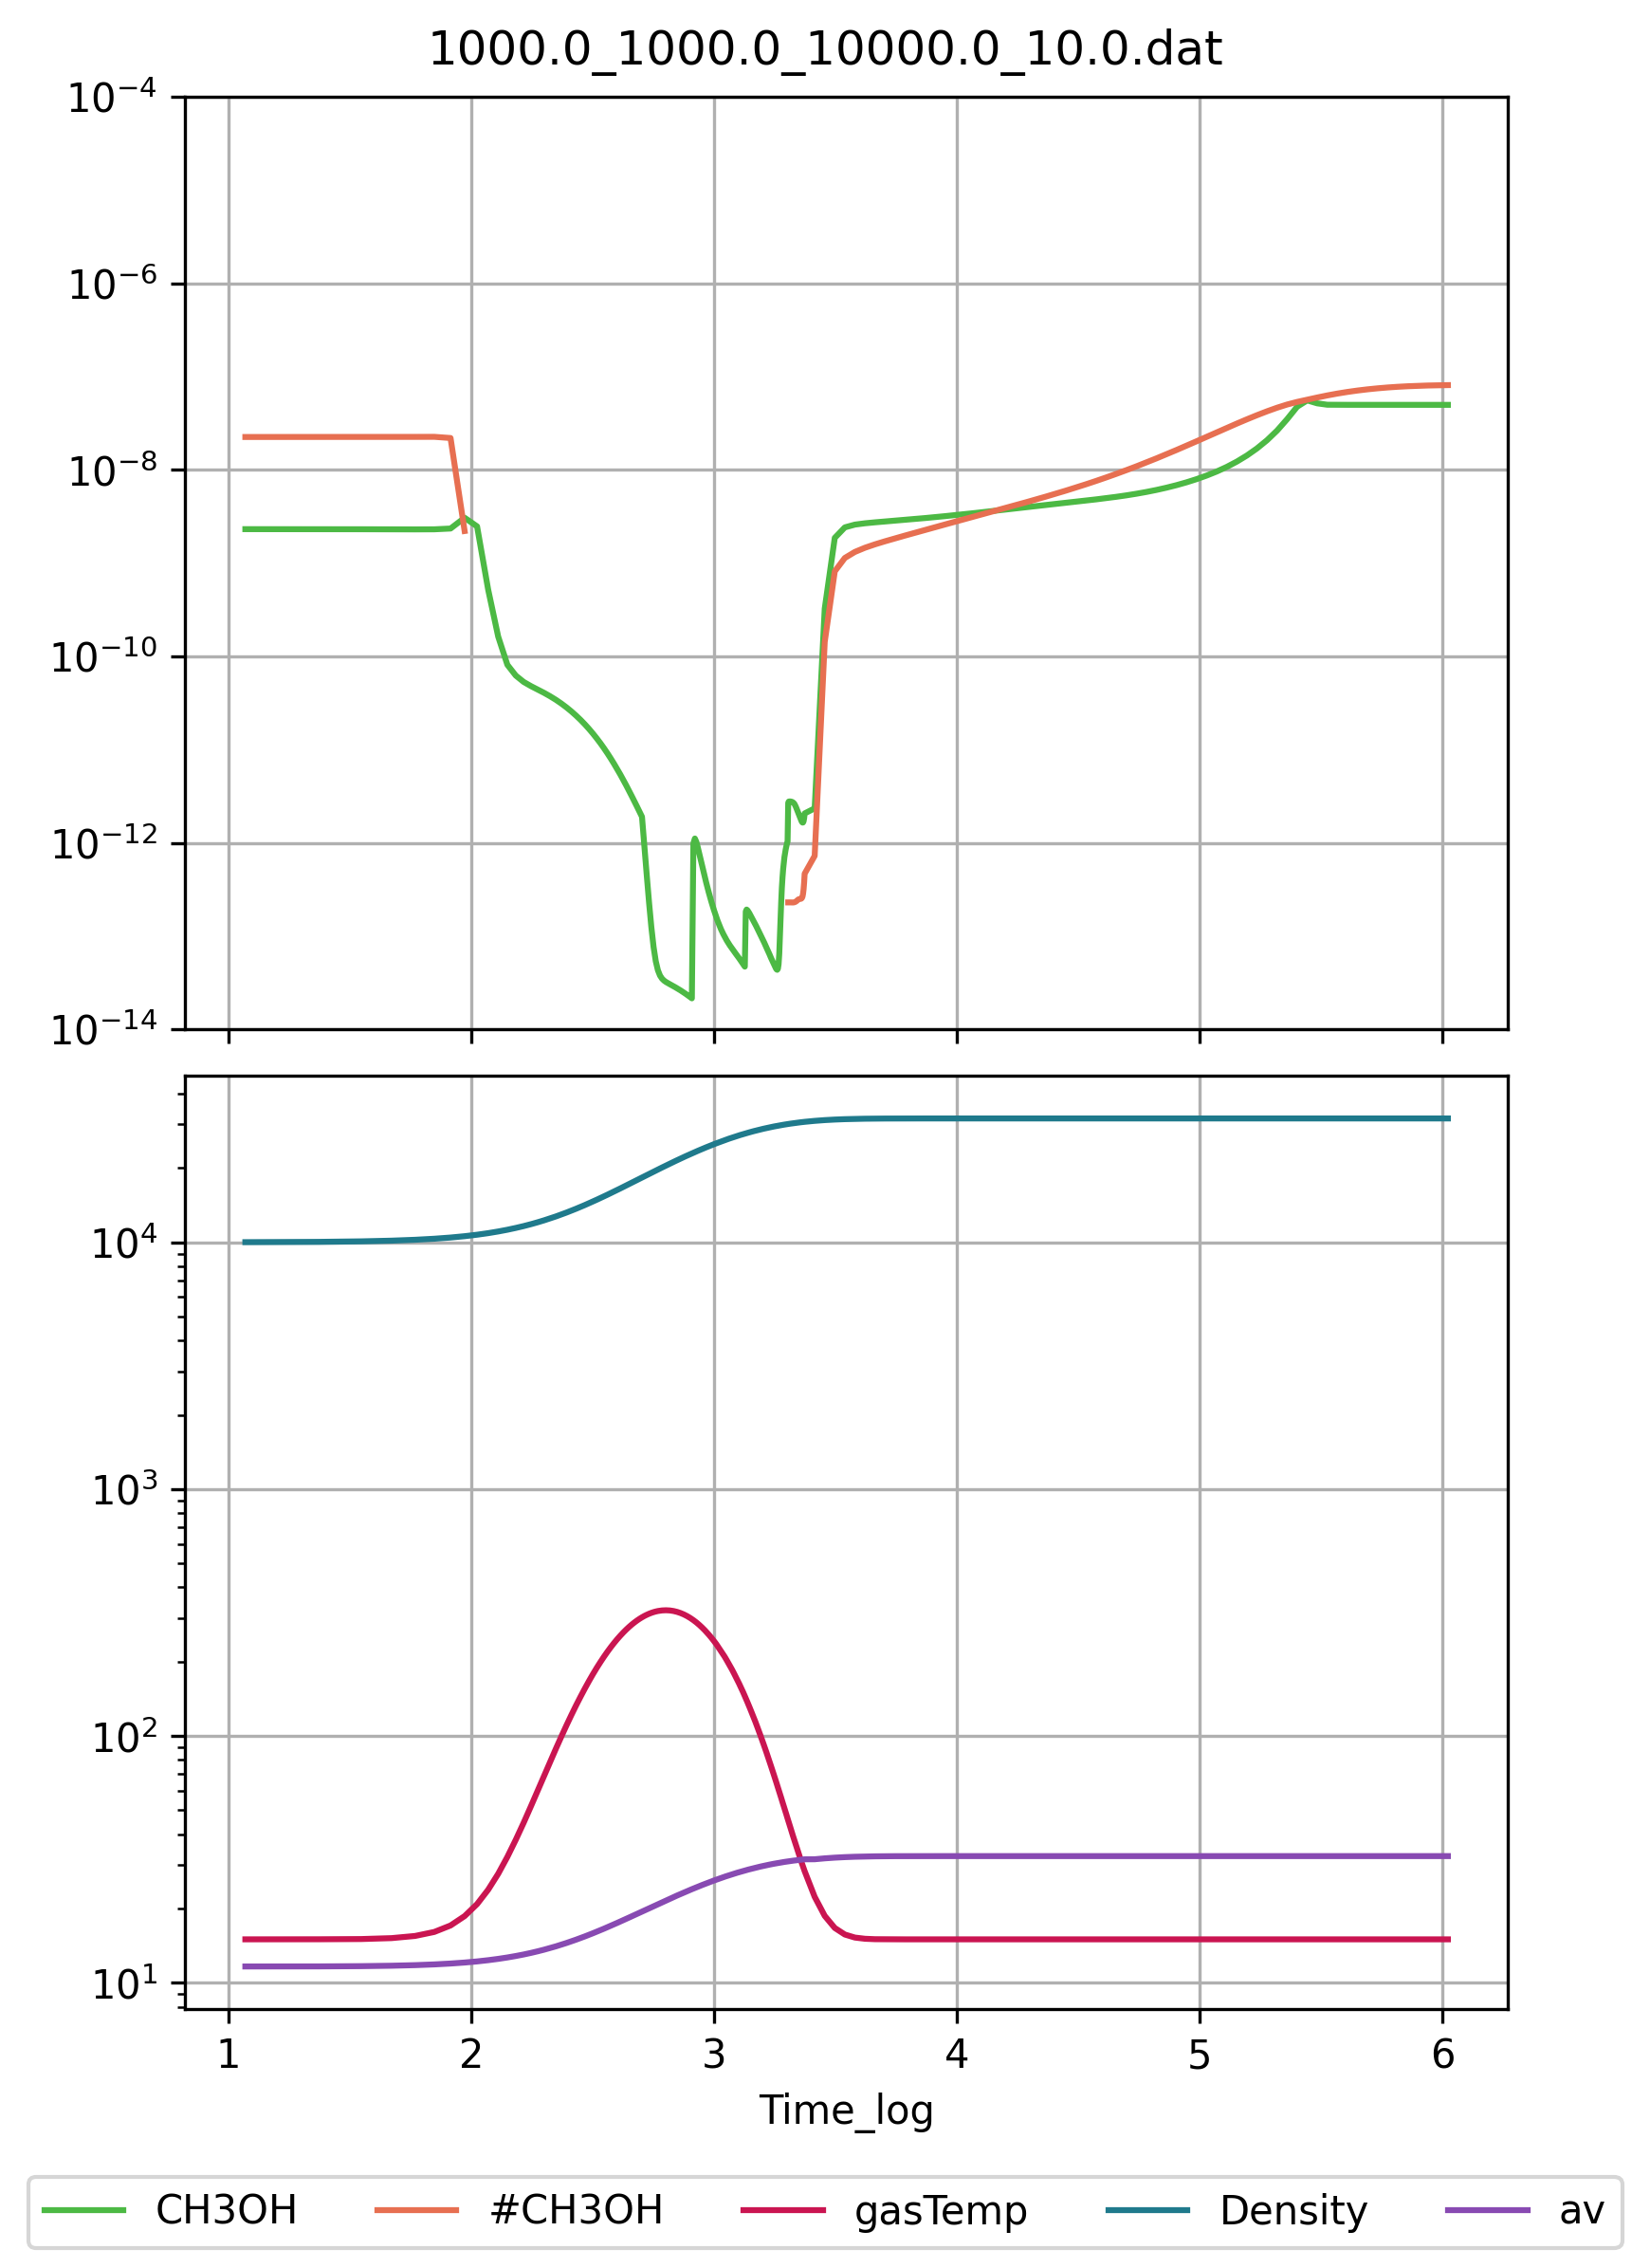 1000.0_1000.0_10000.0_10.0.dat
10⁻⁴
10⁻⁶
10⁻⁸
10⁻¹⁰
10⁻¹²
10⁻¹⁴
10⁴
10³
10²
10¹
1 2 3 4 5 6
Time_log
CH3OH #CH3OH gasTemp Density av